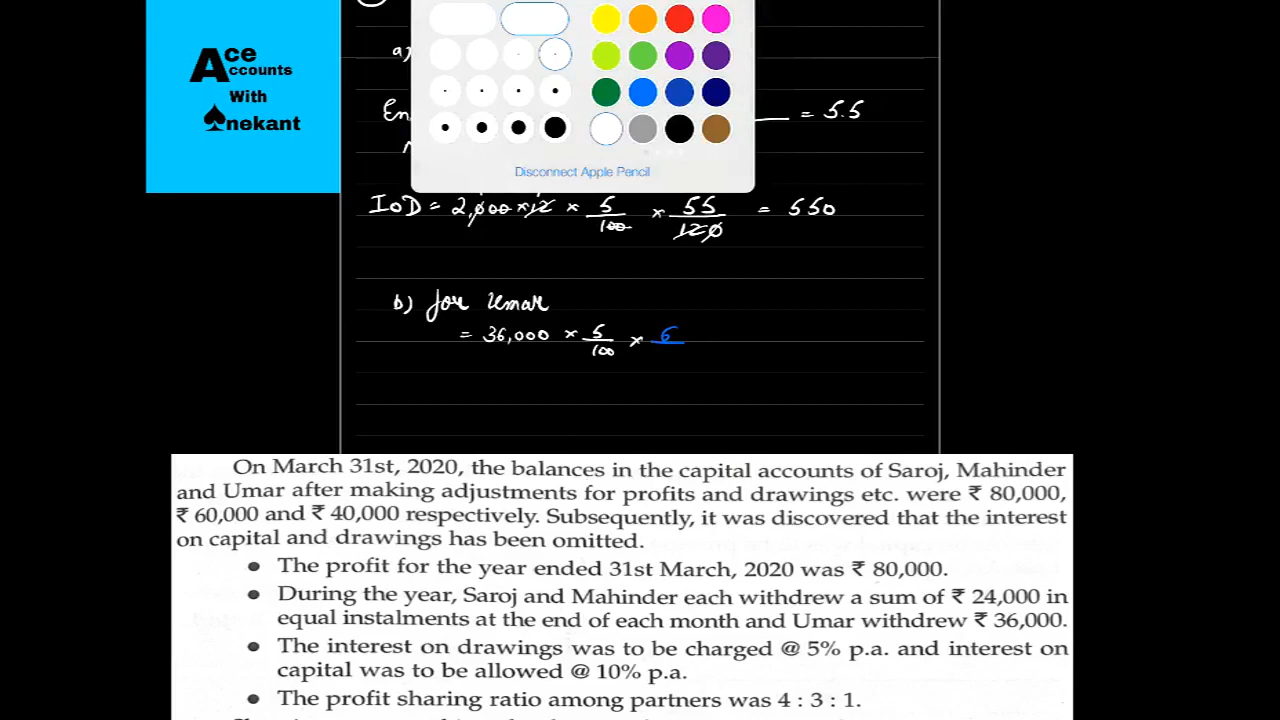 Ace
Accounts
With
Anekant
a)
= 5.5
IOD = 2,000 × 12 × 5/100 × 55/120 = 550
b) for Umar
= 36,000 × 5/100 × 6
Disconnect Apple Pencil
On March 31st, 2020, the balances in the capital accounts of Saroj, Mahinder
and Umar after making adjustments for profits and drawings etc. were ₹ 80,000,
₹ 60,000 and ₹ 40,000 respectively. Subsequently, it was discovered that the interest
on capital and drawings has been omitted.
● The profit for the year ended 31st March, 2020 was ₹ 80,000.
● During the year, Saroj and Mahinder each withdrew a sum of ₹ 24,000 in
equal instalments at the end of each month and Umar withdrew ₹ 36,000.
● The interest on drawings was to be charged @ 5% p.a. and interest on
capital was to be allowed @ 10% p.a.
● The profit sharing ratio among partners was 4 : 3 : 1.